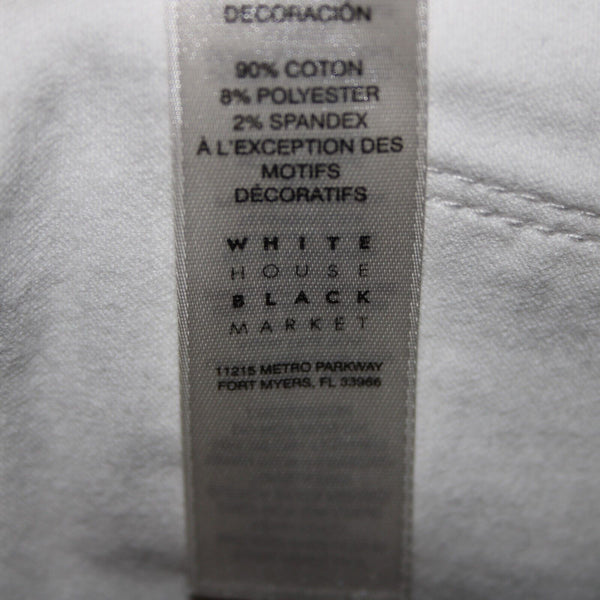 DECORACIÓN
90% COTON
8% POLYESTER
2% SPANDEX
À L'EXCEPTION DES
MOTIFS
DÉCORATIFS
WHITE
HOUSE
BLACK
MARKET
11215 METRO PARKWAY
FORT MYERS, FL 33966